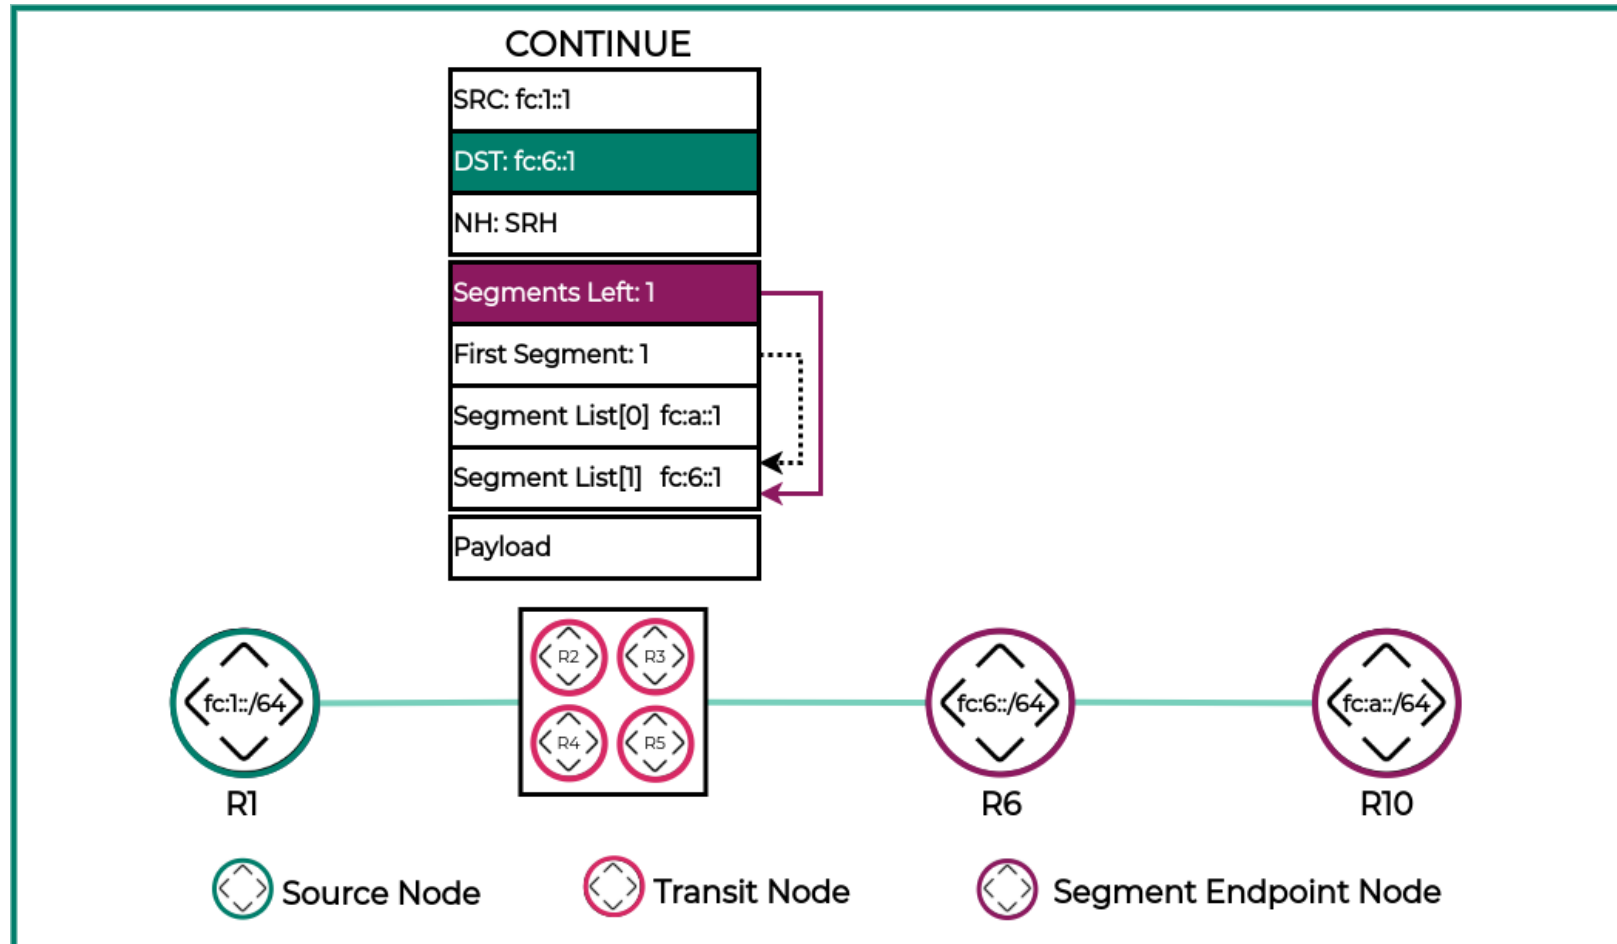 CONTINUE
SRC: fc:1::1
DST: fc:6::1
NH: SRH
Segments Left: 1
First Segment: 1
Segment List[0] fc:a::1
Segment List[1] fc:6::1
Payload
R2 R3
R4 R5
fc:1::/64
fc:6::/64
fc:a::/64
R1
R6
R10
Source Node
Transit Node
Segment Endpoint Node